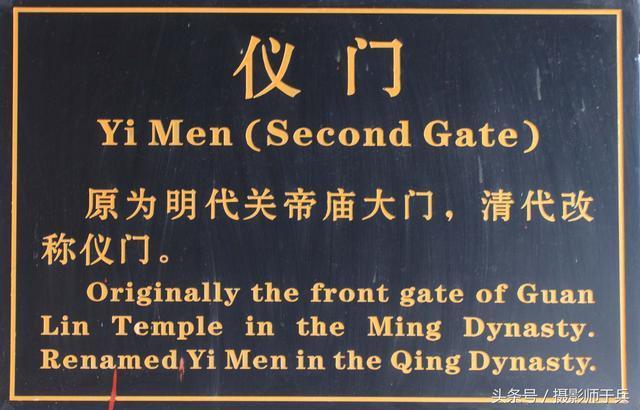 仪门
Yi Men (Second Gate)
原为明代关帝庙大门，清代改
称仪门。
Originally the front gate of Guan
Lin Temple in the Ming Dynasty.
Renamed Yi Men in the Qing Dynasty.
头条号／摄影师于兵